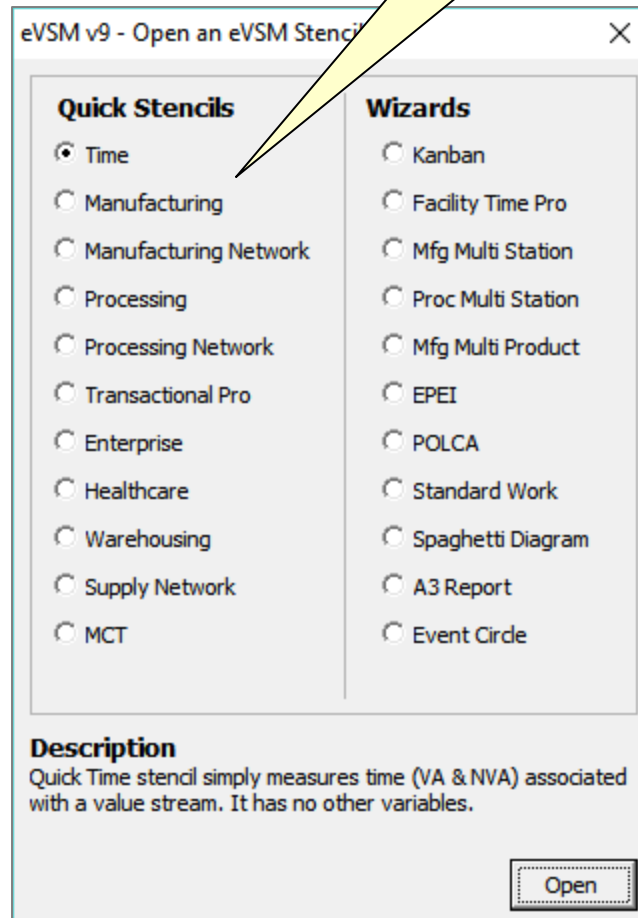 eVSM v9 - Open an eVSM Stencil
Quick Stencils
Time
Manufacturing
Manufacturing Network
Processing
Processing Network
Transactional Pro
Enterprise
Healthcare
Warehousing
Supply Network
MCT
Wizards
Kanban
Facility Time Pro
Mfg Multi Station
Proc Multi Station
Mfg Multi Product
EPEI
POLCA
Standard Work
Spaghetti Diagram
A3 Report
Event Circle
Description
Quick Time stencil simply measures time (VA & NVA) associated
with a value stream. It has no other variables.
Open